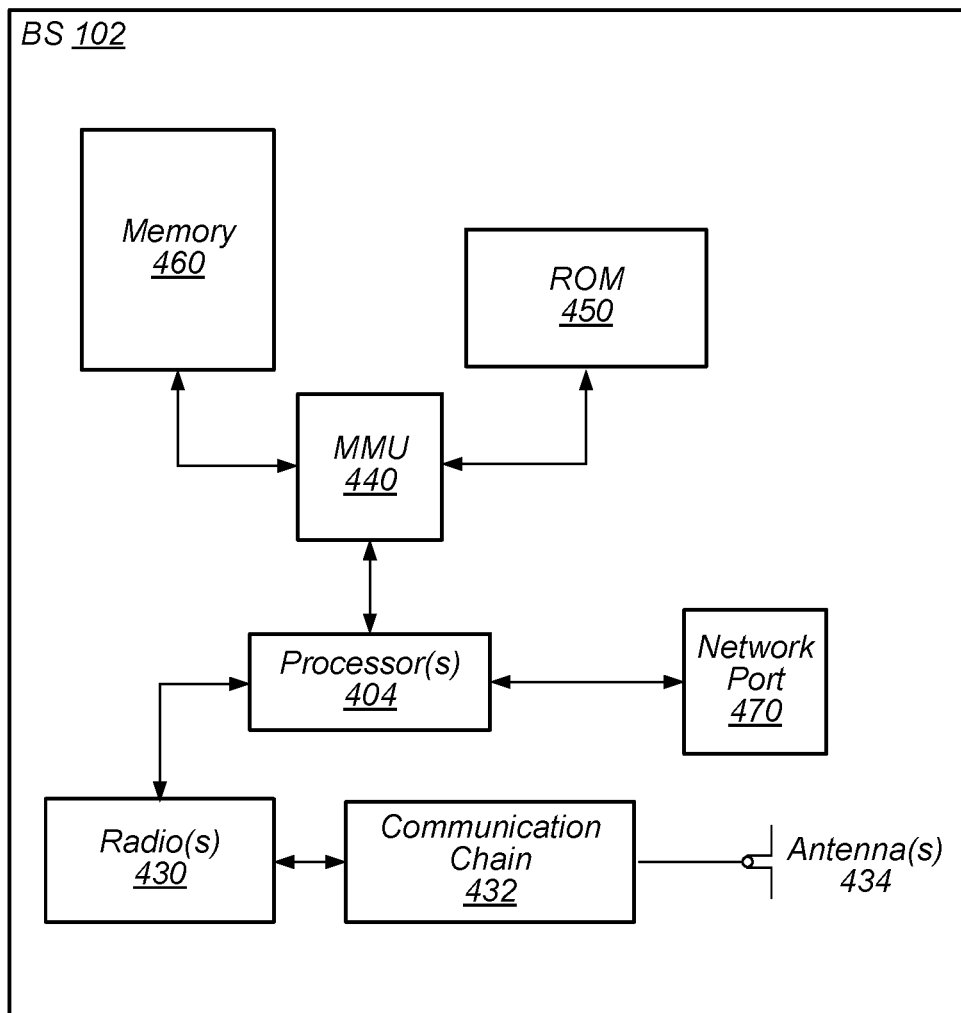 BS 102
Memory
460
ROM
450
MMU
440
Processor(s)
404
Network
Port
470
Radio(s)
430
Communication
Chain
432
Antenna(s)
434